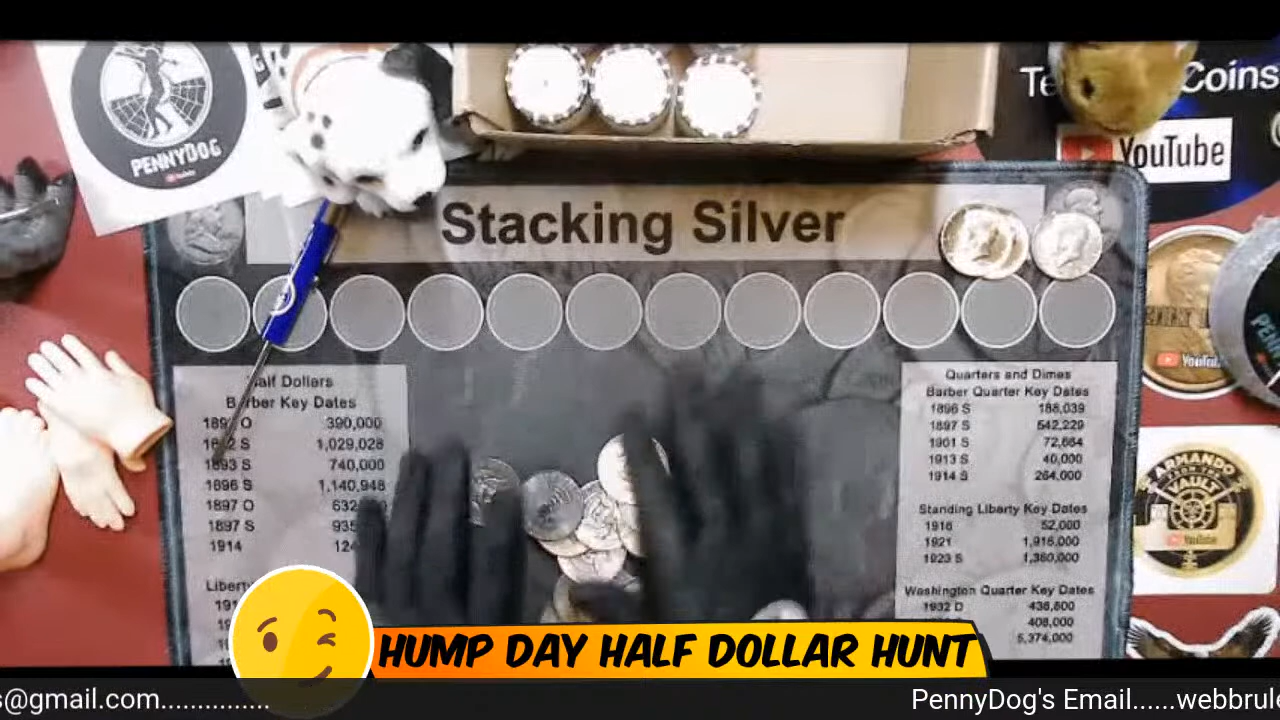 PENNYDOG
Coins
YouTube
Stacking Silver
Half Dollars
Barber Key Dates
390,000
S 1,029,028
1893 S 740,000
1896 S 1,140,948
1897 O
1897 S
1914
Quarters and Dimes
Barber Quarter Key Dates
1896 S 188,039
1897 S 542,229
1901 S 72,664
1913 S 40,000
1914 S 264,000
Standing Liberty Key Dates
1916 52,000
1921 1,916,000
1923 S 1,360,000
Washington Quarter Key Dates
1932 D 436,800
408,000
5,374,000
YouTube
ARMANDO
VAULT
YouTube
HUMP DAY HALF DOLLAR HUNT
s@gmail.com............... PennyDog's Email......webbrule